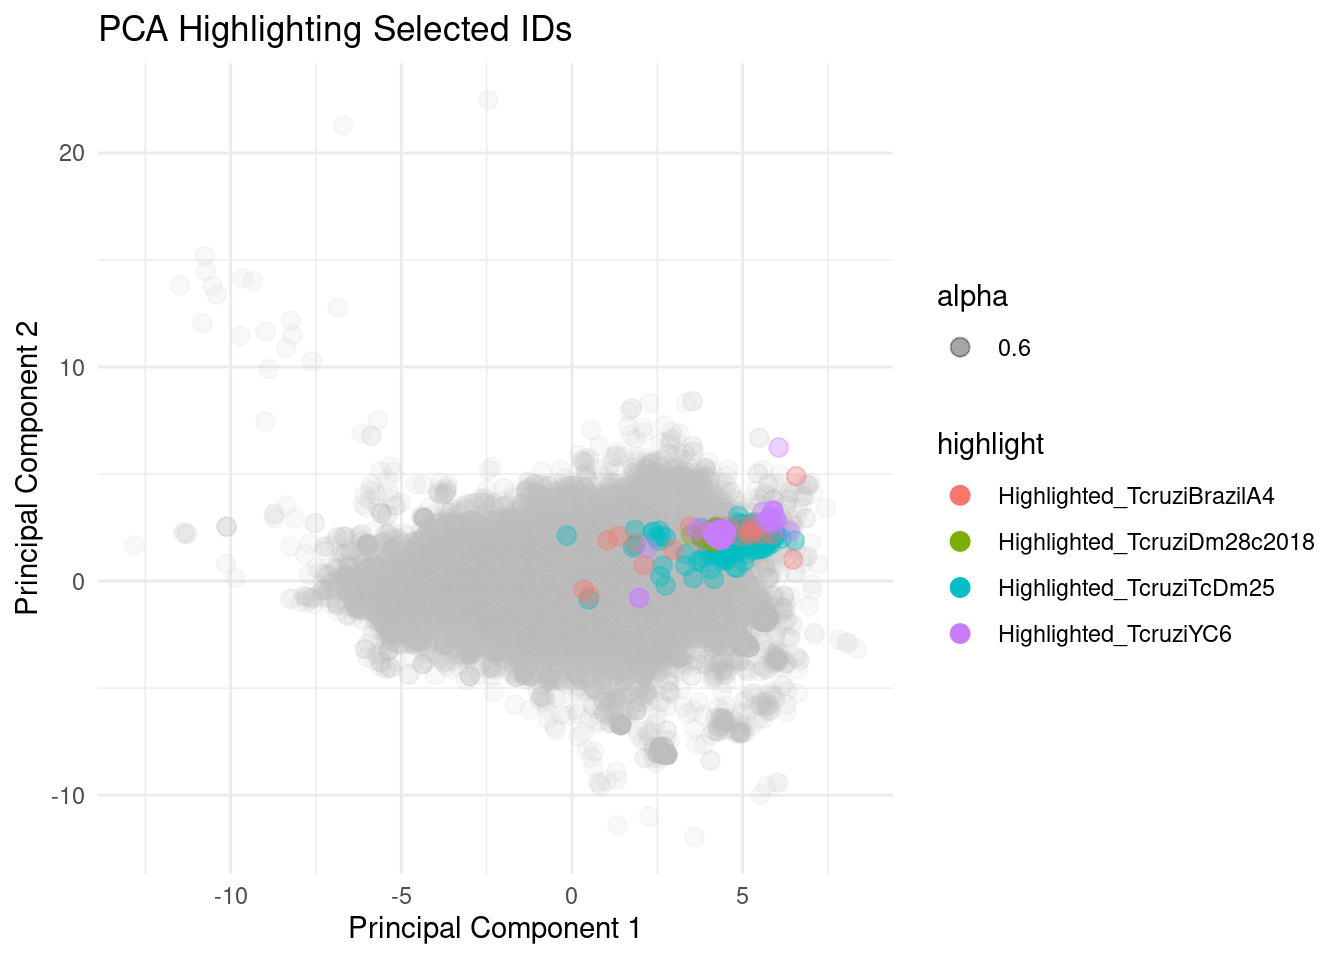 PCA Highlighting Selected IDs
Principal Component 2
20
10
0
-10
-10
-5
0
5
Principal Component 1
alpha
0.6
highlight
Highlighted_TcruziBrazilA4
Highlighted_TcruziDm28c2018
Highlighted_TcruziTcDm25
Highlighted_TcruziYC6